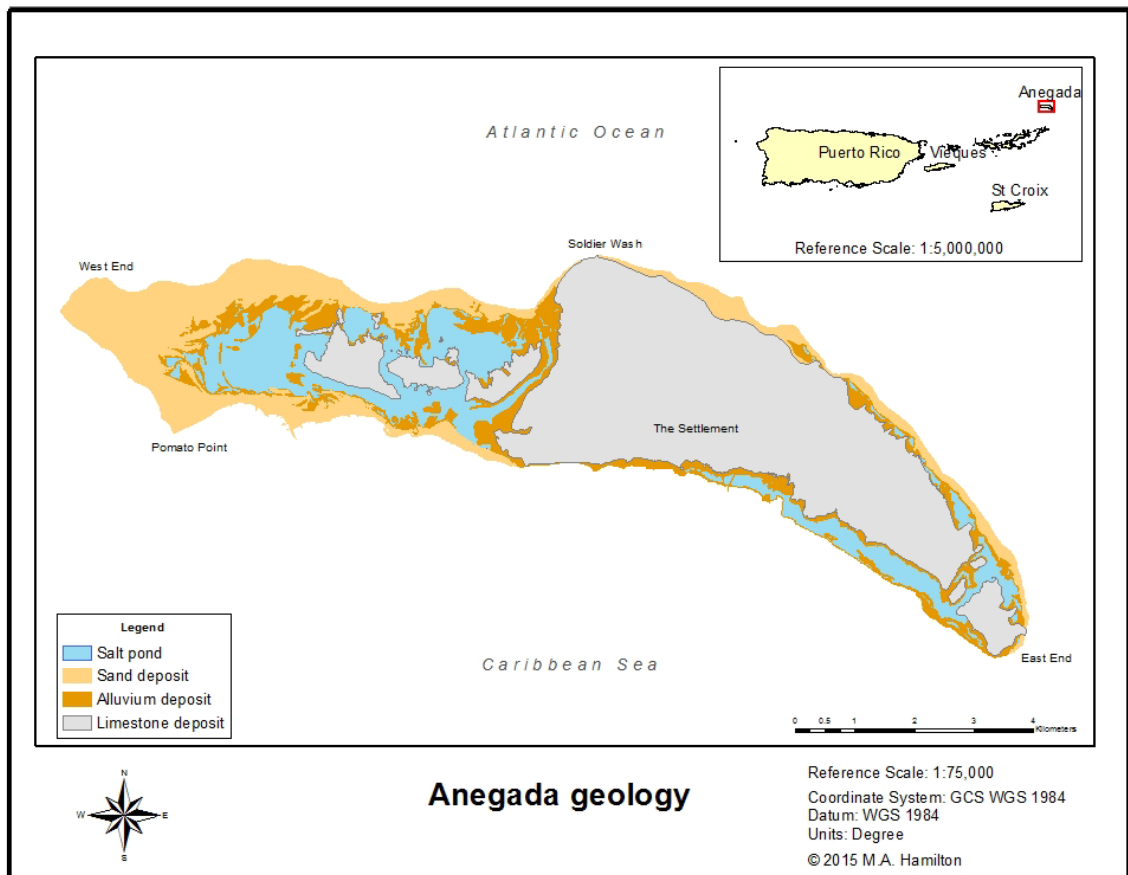 Atlantic Ocean
Anegada
Puerto Rico
Vieques
St Croix
Reference Scale: 1:5,000,000
Soldier Wash
West End
The Settlement
Pomato Point
Legend
Salt pond
Sand deposit
Alluvium deposit
Limestone deposit
Caribbean Sea
East End
0 0.5 1 2 3 4
Kilometers
N
W E
S
Anegada geology
Reference Scale: 1:75,000
Coordinate System: GCS WGS 1984
Datum: WGS 1984
Units: Degree
© 2015 M.A. Hamilton